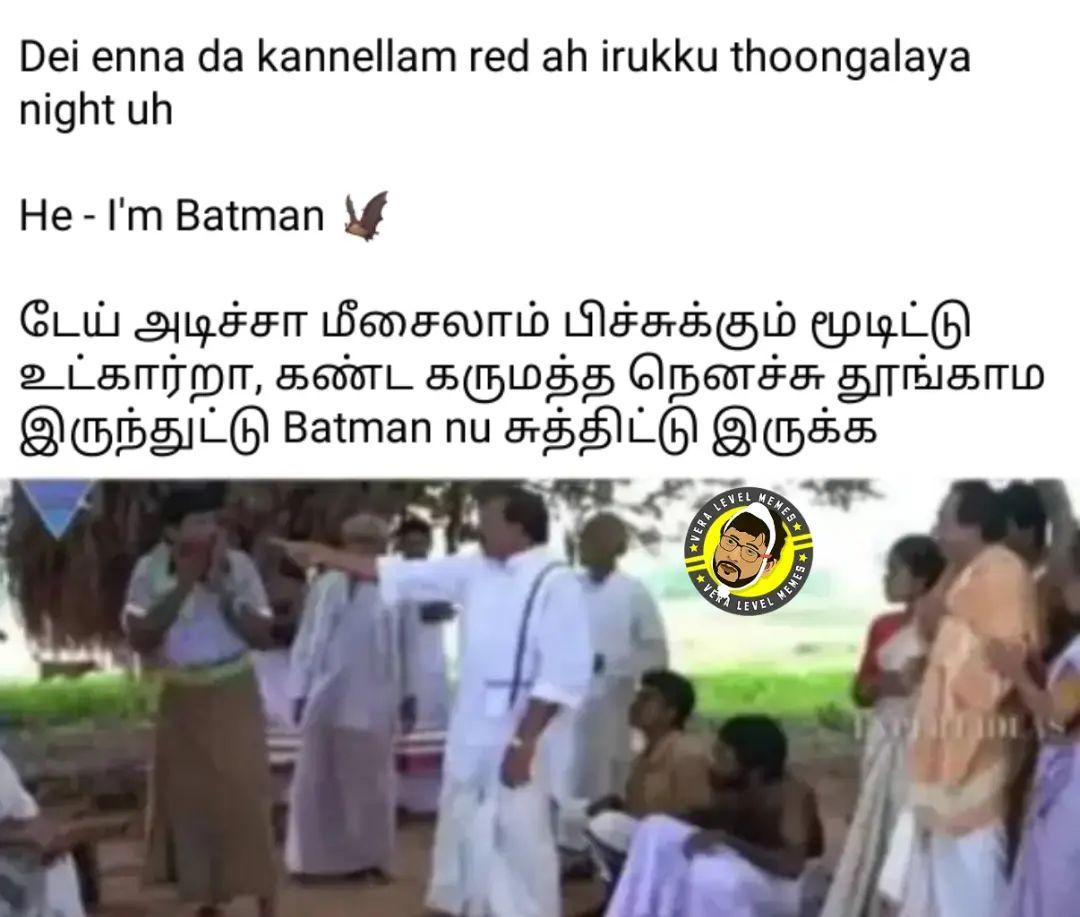 Dei enna da kannellam red ah irukku thoongalaya
night uh
He - I'm Batman 🦇
டேய் அடிச்சா மீசைலாம் பிச்சுக்கும் மூடிட்டு
உட்கார்றா, கண்ட கருமத்த நெனச்சு தூங்காம
இருந்துட்டு Batman nu சுத்திட்டு இருக்க
VERA LEVEL MEMES
VERA LEVEL MEMES